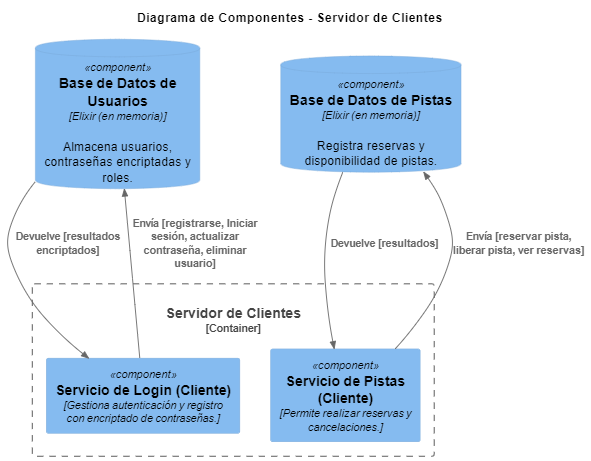 Diagrama de Componentes - Servidor de Clientes
«component»
Base de Datos de
Usuarios
[Elixir (en memoria)]
Almacena usuarios,
contraseñas encriptadas y
roles.
«component»
Base de Datos de Pistas
[Elixir (en memoria)]
Registra reservas y
disponibilidad de pistas.
Devuelve [resultados
encriptados]
Envía [registrarse, Iniciar
sesión, actualizar
contraseña, eliminar
usuario]
Devuelve [resultados]
Envía [reservar pista,
liberar pista, ver reservas]
Servidor de Clientes
[Container]
«component»
Servicio de Login (Cliente)
[Gestiona autenticación y registro
con encriptado de contraseñas.]
«component»
Servicio de Pistas
(Cliente)
[Permite realizar reservas y
cancelaciones.]